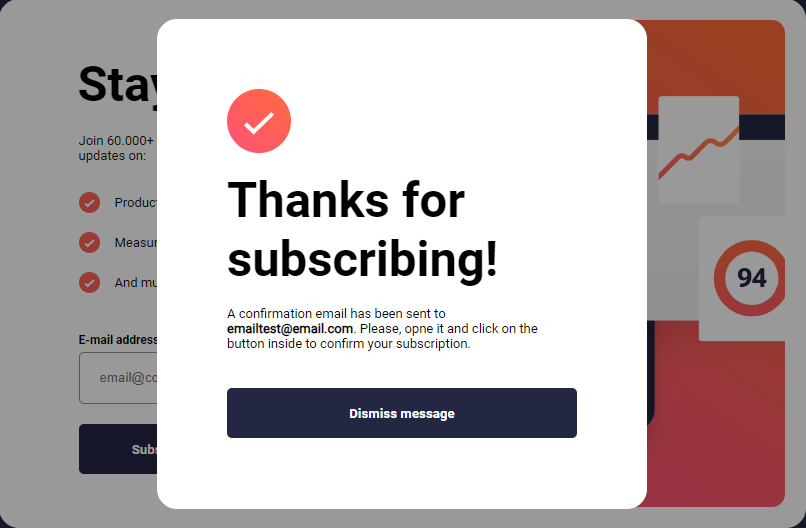 Stay
Join 60.000+
updates on:
Product
Measur
And mu
E-mail address
email@co
Subs
Thanks for
subscribing!
A confirmation email has been sent to
emailtest@email.com. Please, opne it and click on the
button inside to confirm your subscription.
Dismiss message
94